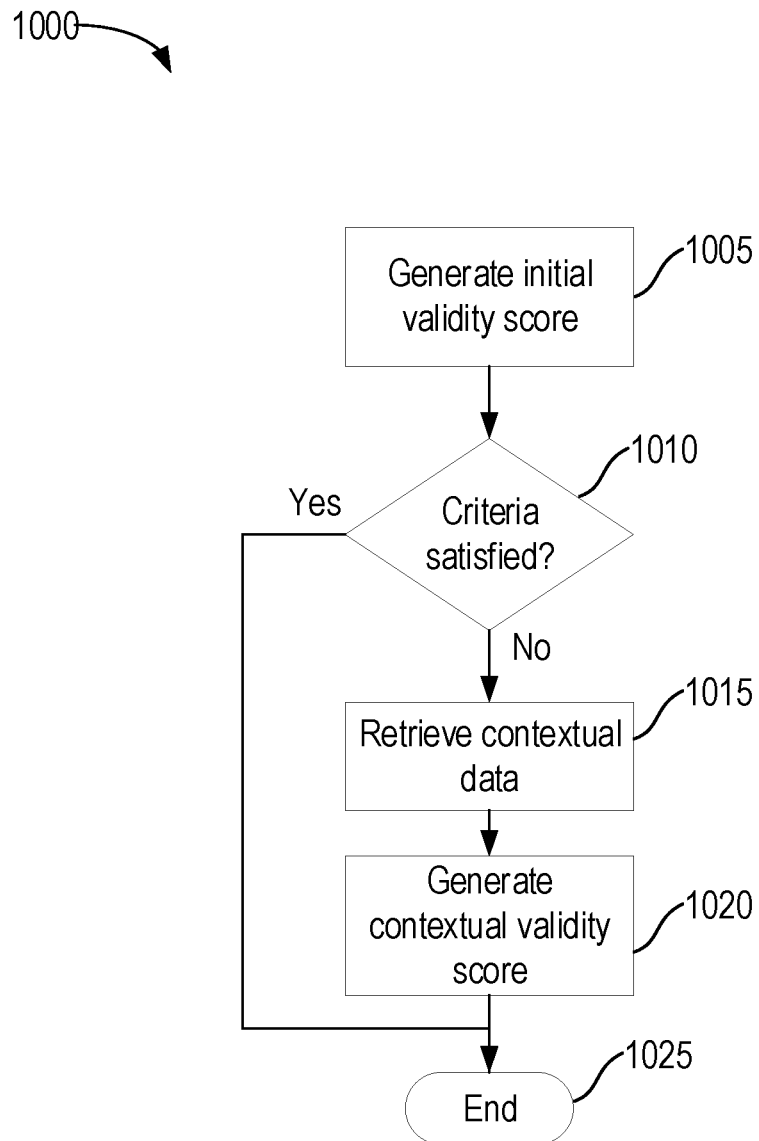 1000
Generate initial
validity score
1005
Criteria
satisfied?
1010
Yes
No
Retrieve contextual
data
1015
Generate
contextual validity
score
1020
End
1025